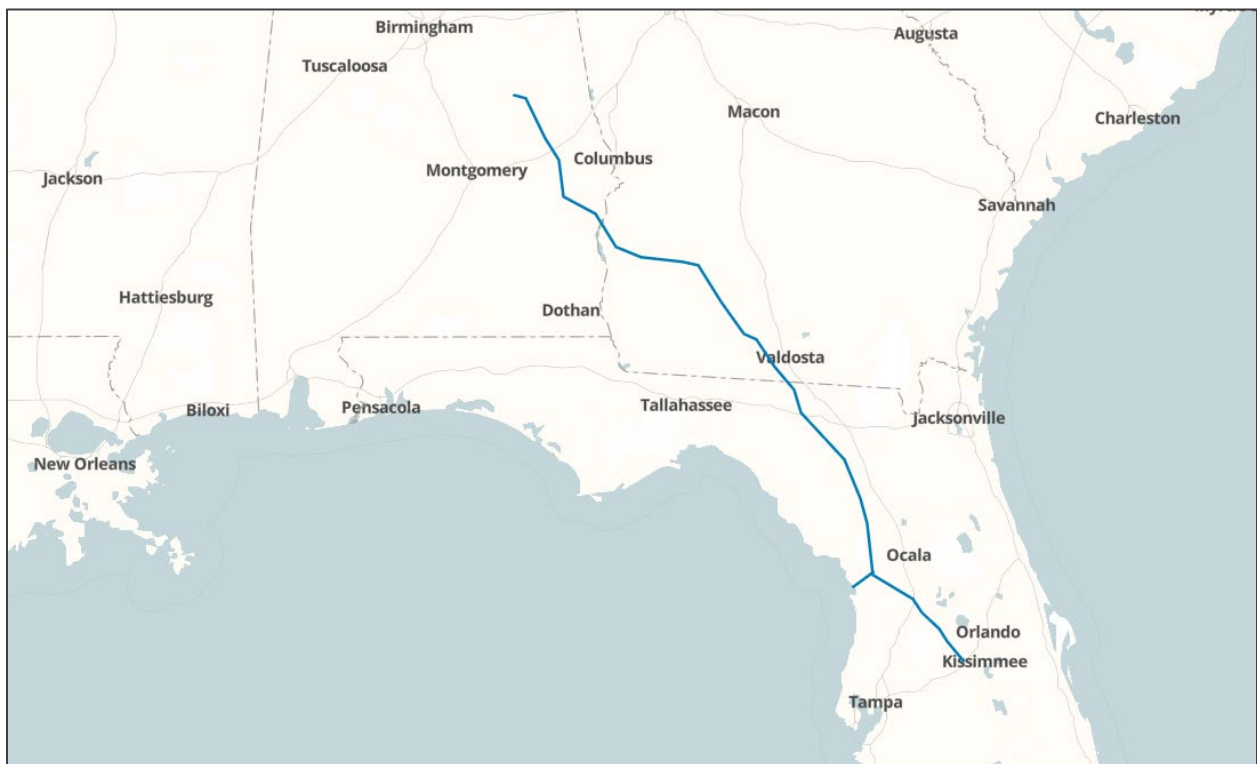 Birmingham
Augusta
Tuscaloosa
Macon
Charleston
Columbus
Montgomery
Jackson
Savannah
Hattiesburg
Dothan
Valdosta
Tallahassee
Pensacola
Biloxi
Jacksonville
New Orleans
Ocala
Orlando
Kissimmee
Tampa